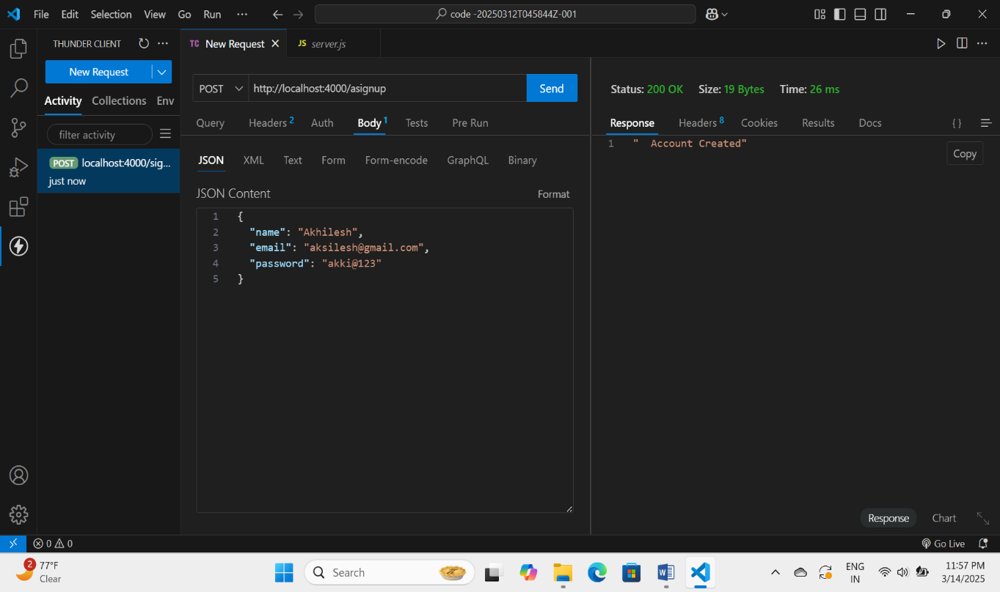 File Edit Selection View Go Run ··· code -20250312T045844Z-001
THUNDER CLIENT ···
New Request
Activity Collections Env
filter activity
POST localhost:4000/sig...
just now
TC New Request JS server.js ···
POST http://localhost:4000/asignup Send
Query Headers 2 Auth Body 1 Tests Pre Run
JSON XML Text Form Form-encode GraphQL Binary
JSON Content Format
1 {
2 "name": "Akhilesh",
3 "email": "aksilesh@gmail.com",
4 "password": "akki@123"
5 }
Status: 200 OK Size: 19 Bytes Time: 26 ms
Response Headers 8 Cookies Results Docs { }
1 "  Account Created"
Copy
Response Chart
0 0 Go Live
2 77°F
Clear
Search
ENG
IN
11:57 PM
3/14/2025